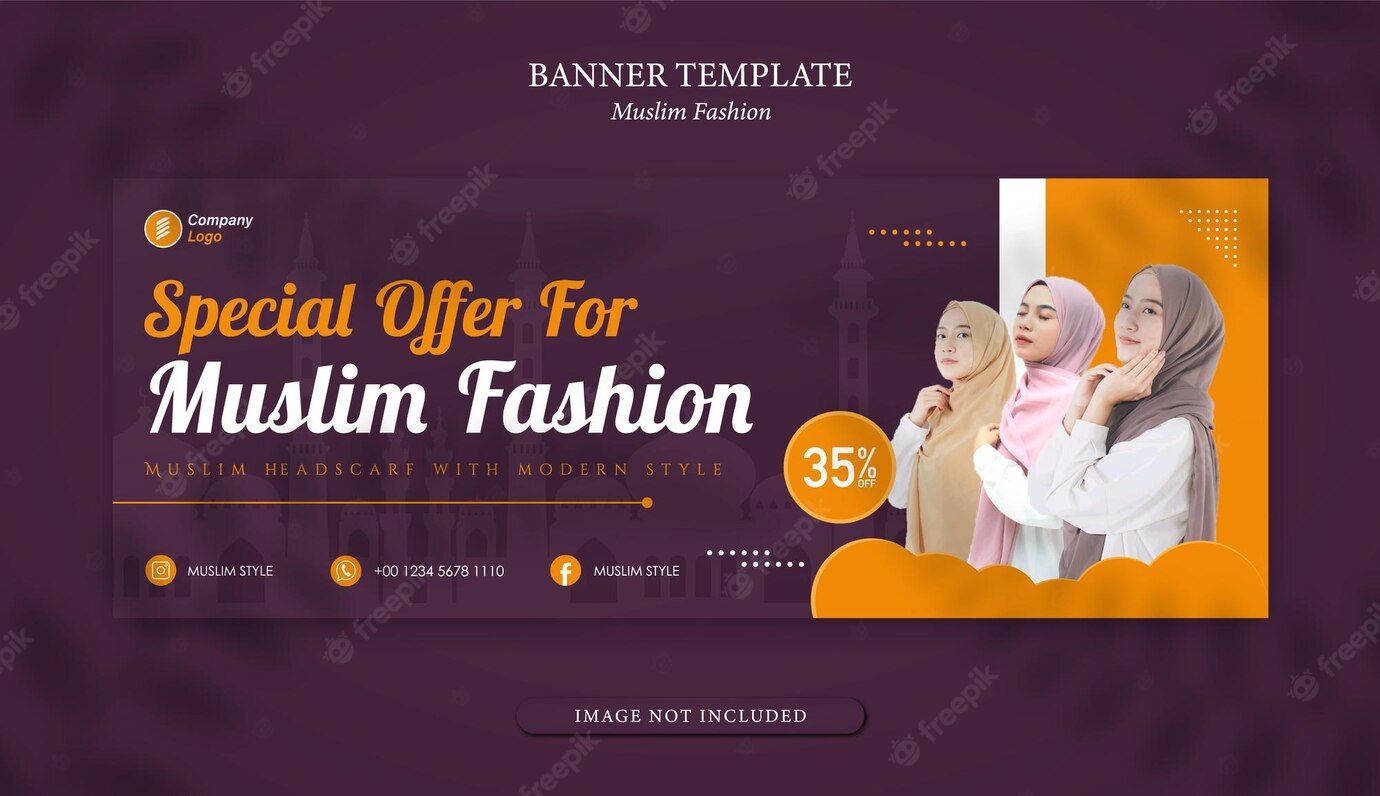 BANNER TEMPLATE
Muslim Fashion
Company
Logo
Special Offer For
Muslim Fashion
MUSLIM HEADSCARF WITH MODERN STYLE
35%
OFF
MUSLIM STYLE
+00 1234 5678 1110
MUSLIM STYLE
IMAGE NOT INCLUDED
freepik